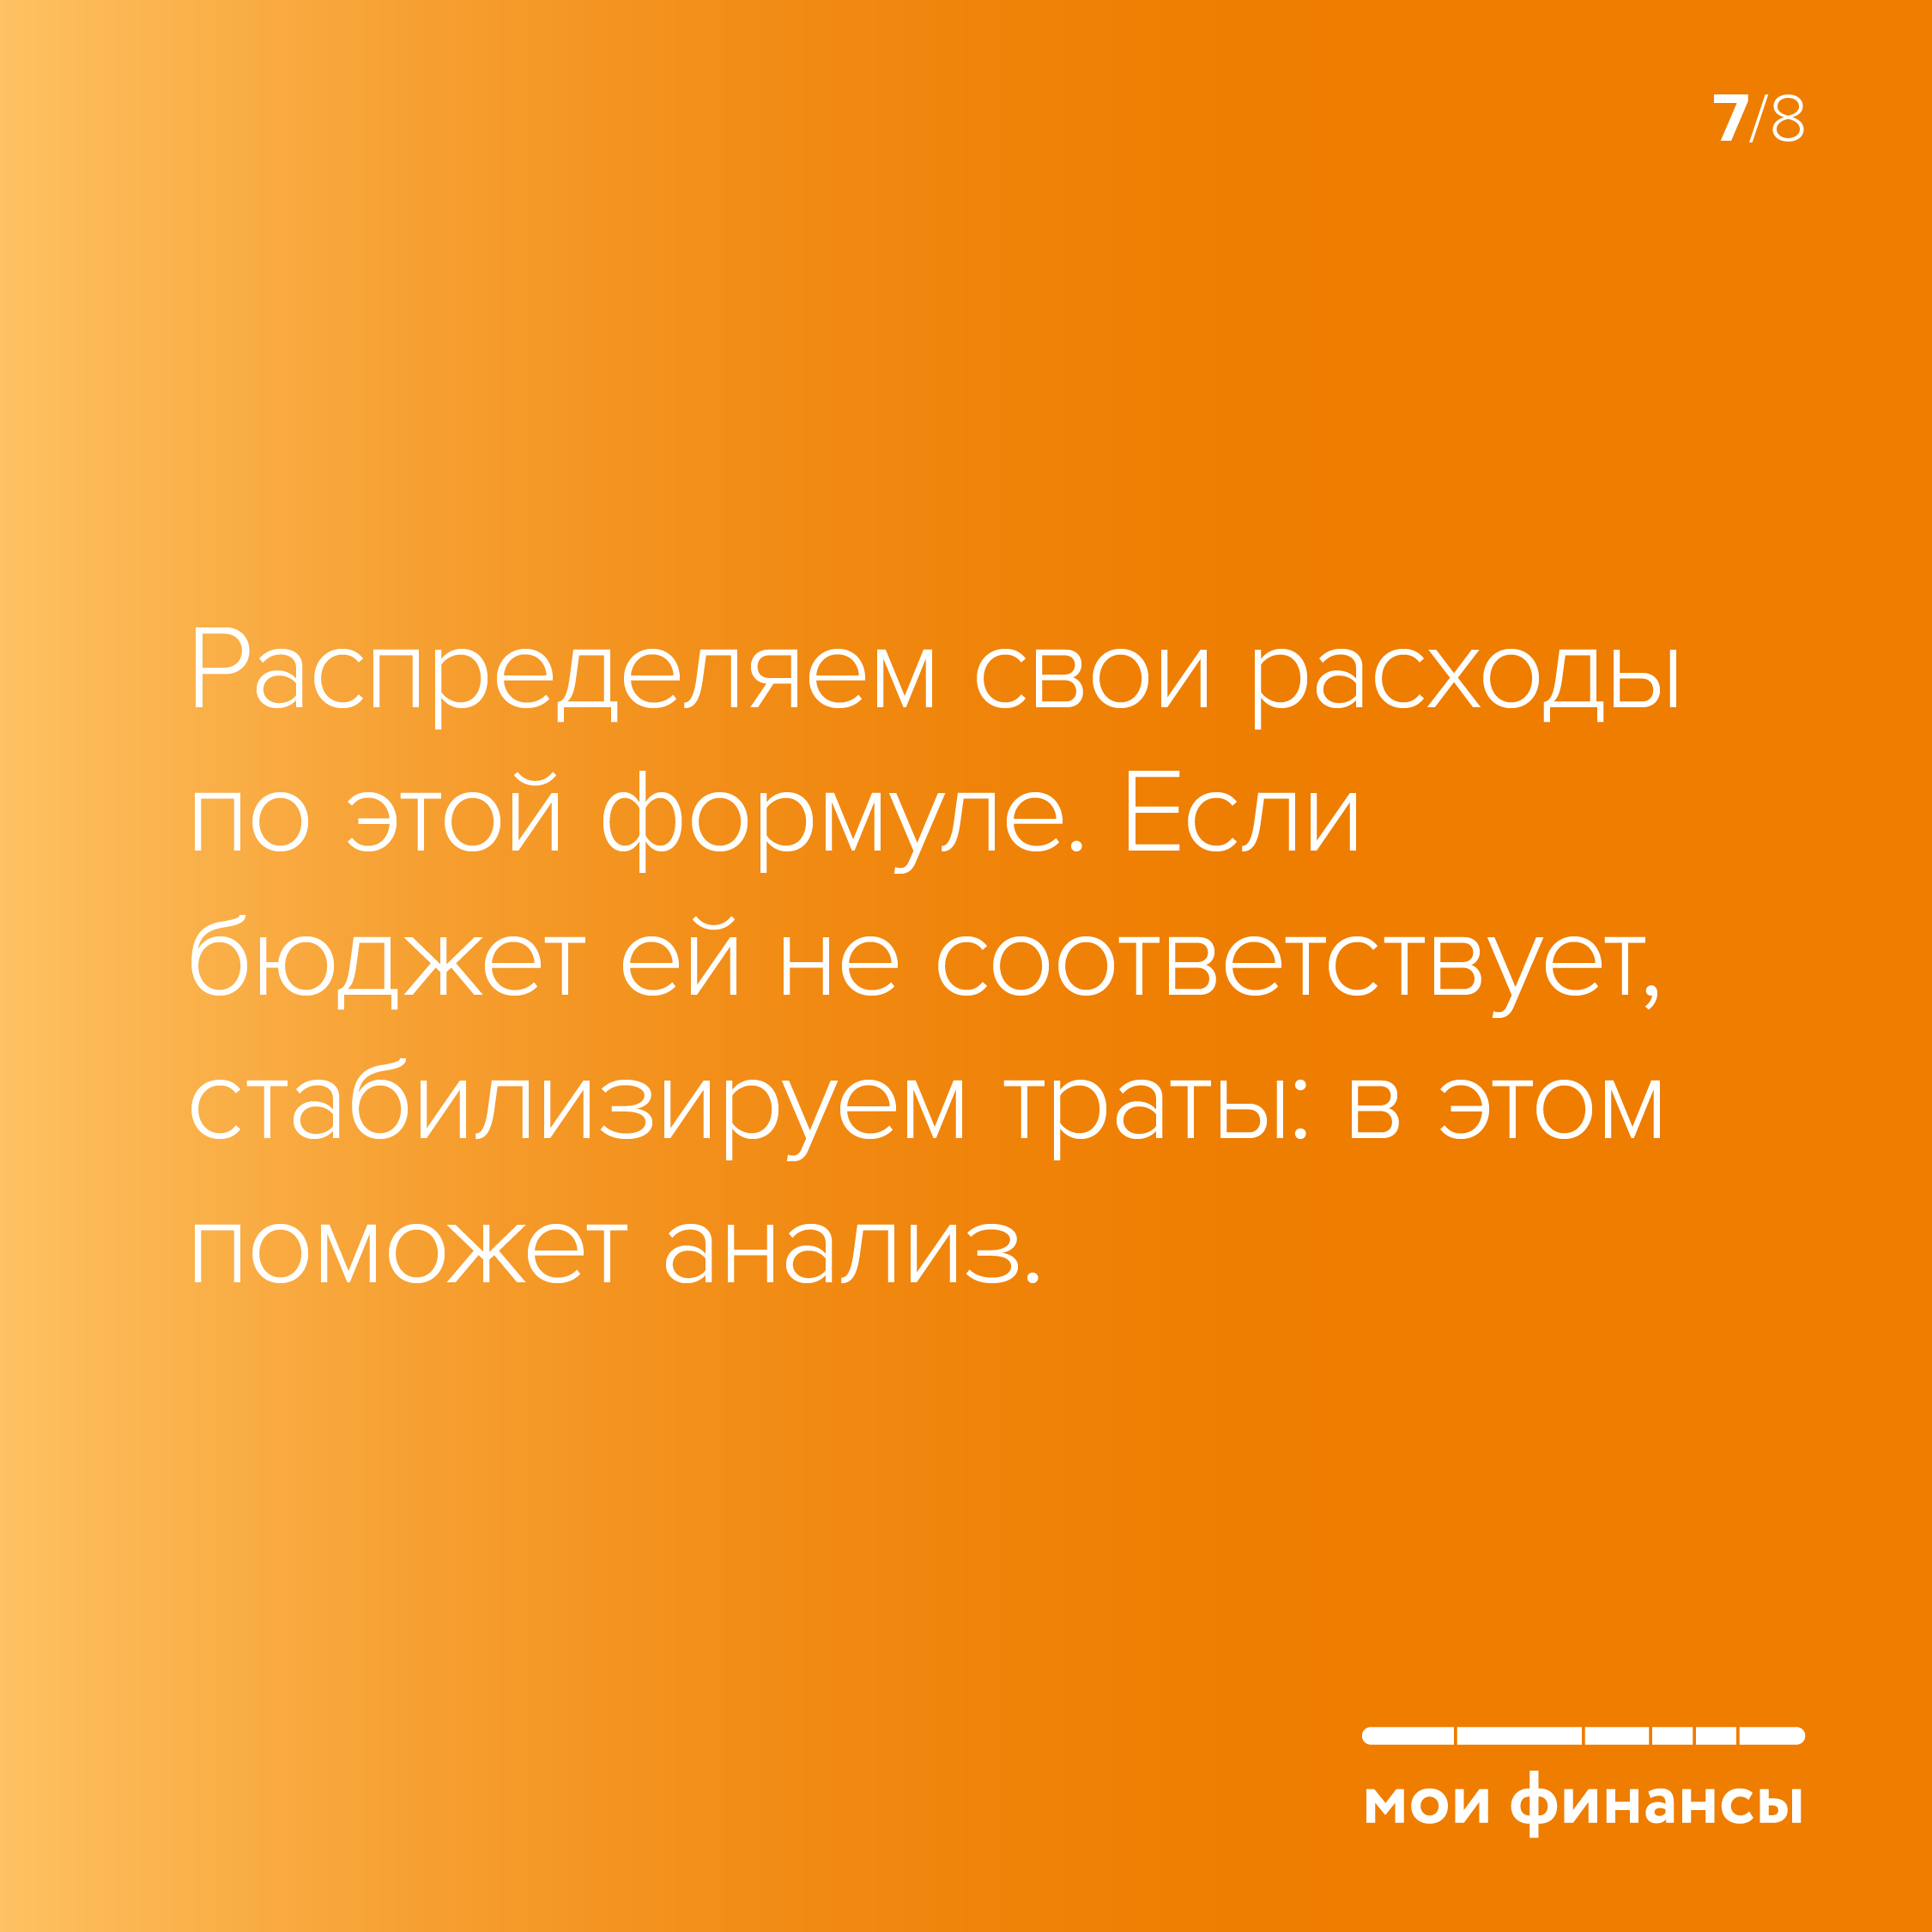 7/8
Распределяем свои расходы
по этой формуле. Если
бюджет ей не соответствует,
стабилизируем траты: в этом
поможет анализ.
мои финансы